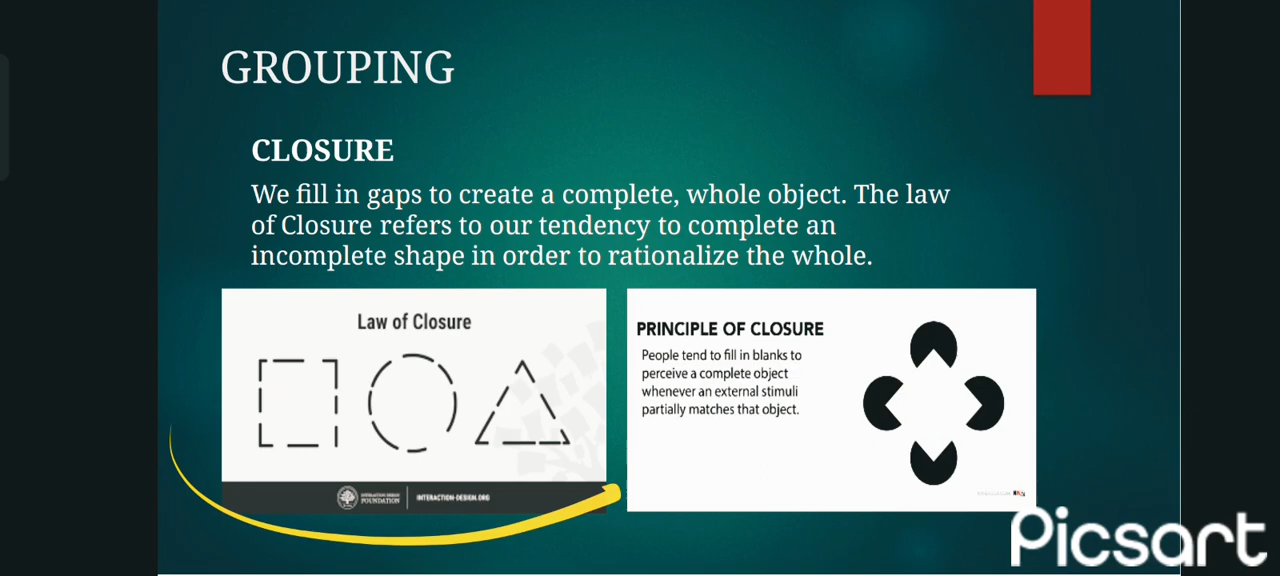 GROUPING
CLOSURE
We fill in gaps to create a complete, whole object. The law
of Closure refers to our tendency to complete an
incomplete shape in order to rationalize the whole.
Law of Closure
INTERACTION DESIGN
FOUNDATION
INTERACTION-DESIGN.ORG
PRINCIPLE OF CLOSURE
People tend to fill in blanks to
perceive a complete object
whenever an external stimuli
partially matches that object.
Picsart